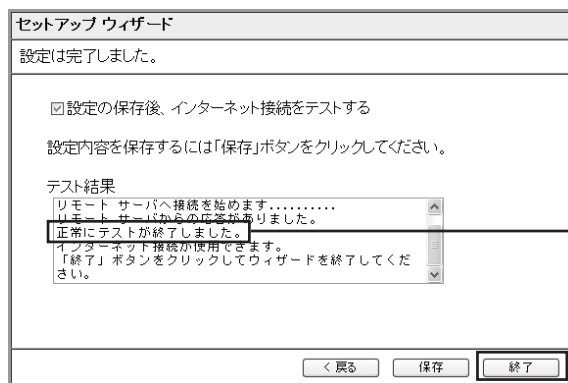 セットアップ ウィザード
設定は完了しました。
設定の保存後、インターネット接続をテストする
設定内容を保存するには「保存」ボタンをクリックしてください。
テスト結果
リモート サーバへ接続を始めます..........
リモート サーバからの応答がありました。
正常にテストが終了しました。
インターネット接続が使用できます。
「終了」ボタンをクリックしてウィザードを終了してくだ
さい。
< 戻る
保存
終了